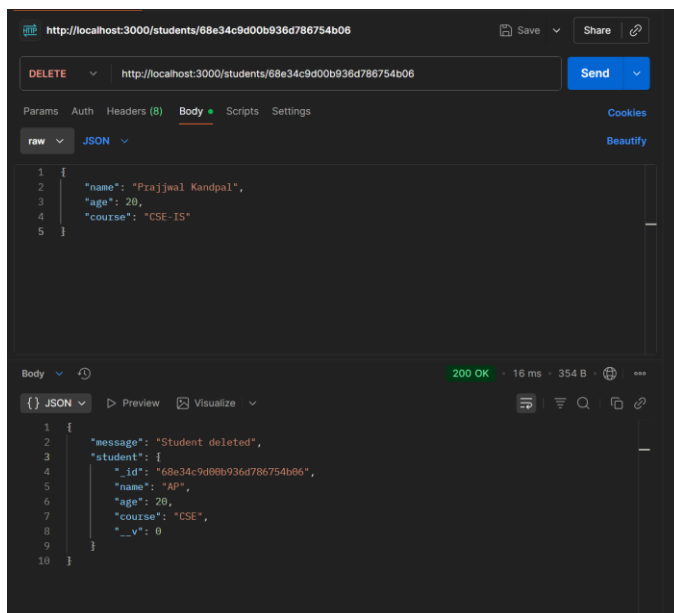 HTTP http://localhost:3000/students/68e34c9d00b936d786754b06 Save Share
DELETE http://localhost:3000/students/68e34c9d00b936d786754b06 Send
Params Auth Headers (8) Body Scripts Settings Cookies
raw JSON Beautify
1 {
2 "name": "Prajjwal Kandpal",
3 "age": 20,
4 "course": "CSE-IS"
5 }
Body 200 OK 16 ms 354 B
{} JSON Preview Visualize
1 {
2 "message": "Student deleted",
3 "student": {
4 "_id": "68e34c9d00b936d786754b06",
5 "name": "AP",
6 "age": 20,
7 "course": "CSE",
8 "__v": 0
9 }
10 }